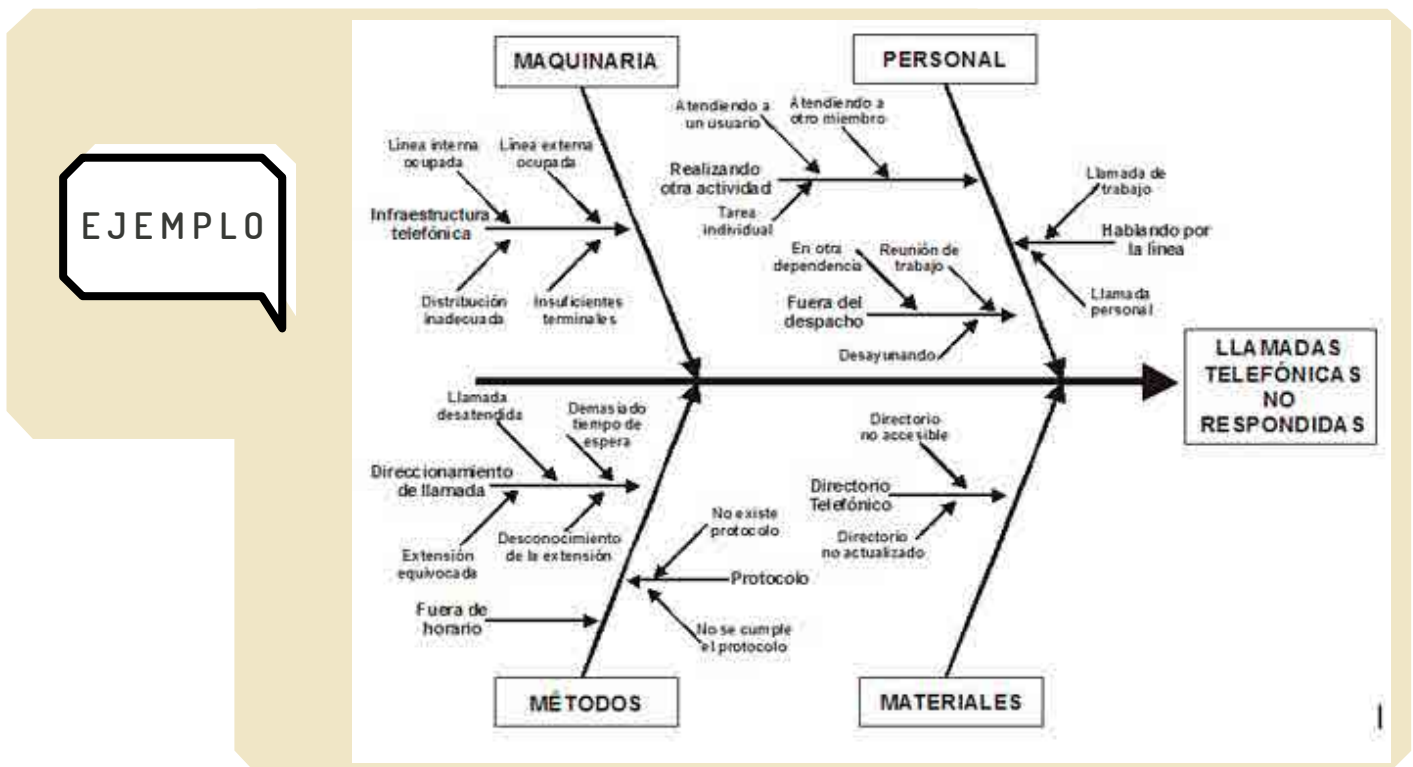 EJEMPLO
MAQUINARIA
Línea interna
ocupada
Línea externa
ocupada
Infraestructura
telefónica
Distribución
inadecuada
Insuficientes
terminales
PERSONAL
Atendiendo a
un usuario
Atendiendo a
otro miembro
Realizando
otra actividad
Tarea
individual
Llamada de
trabajo
Hablando por
la linea
Llamada
personal
En otra
dependencia
Reunión de
trabajo
Fuera del
despacho
Desayunando
LLAMADAS
TELEFÓNICAS
NO
RESPONDIDAS
Llamada
desatendida
Demasiado
tiempo de
espera
Direccionamiento
de llamada
Extensión
equivocada
Desconocimiento
de la extensión
No existe
protocolo
Protocolo
No se cumple
el protocolo
Fuera de
horario
MÉTODOS
Directorio
no accesible
Directorio
Telefónico
Directorio
no actualizado
MATERIALES